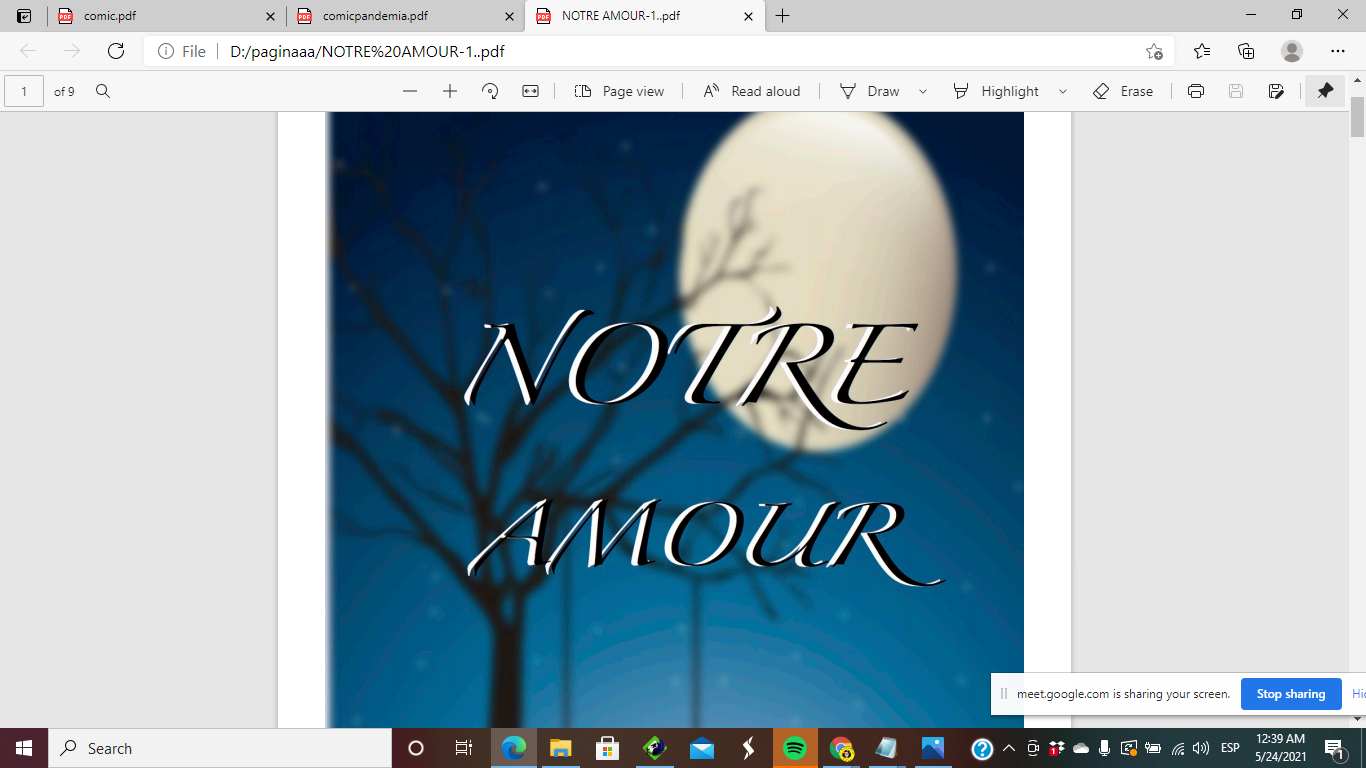 comic.pdf
comicpandemia.pdf
NOTRE AMOUR-1..pdf
File
D:/paginaaa/NOTRE%20AMOUR-1..pdf
1 of 9
Page view
Read aloud
Draw
Highlight
Erase
NOTRE
AMOUR
meet.google.com is sharing your screen.
Stop sharing
Hid
Search
ESP
12:39 AM
5/24/2021
1